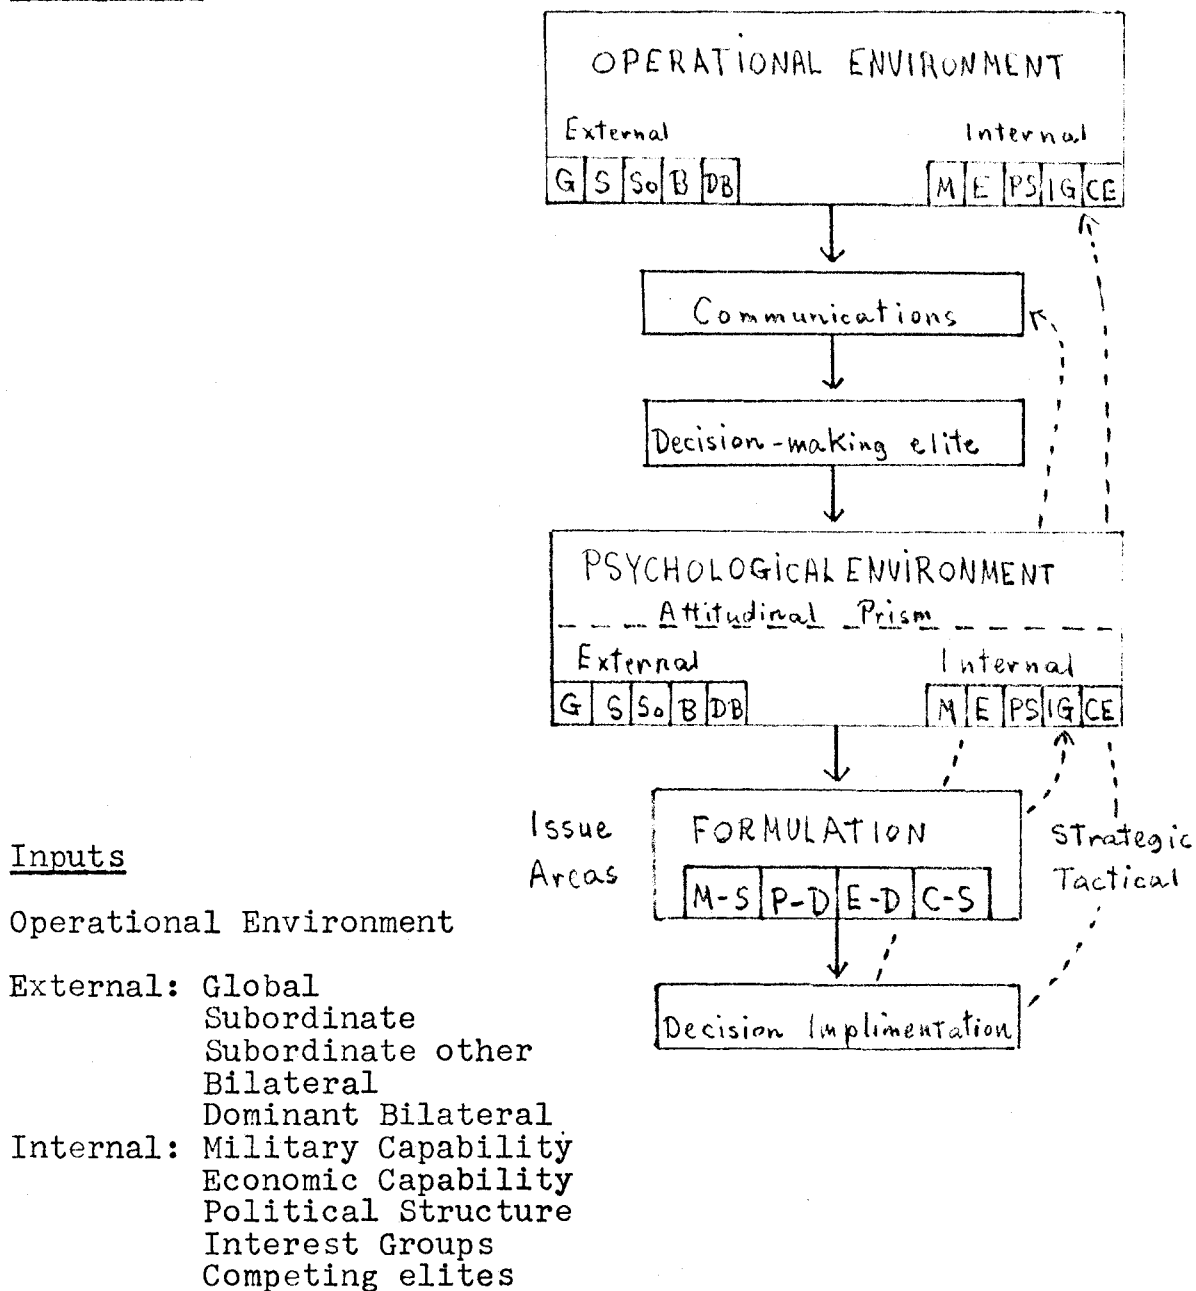 OPERATIONAL ENVIRONMENT
External Internal
G S So B DB M E PS IG CE
Communications
Decision-making elite
PSYCHOLOGICAL ENVIRONMENT
Attitudinal Prism
External Internal
G S So B DB M E PS IG CE
Issue Areas
FORMULATION
M-S P-D E-D C-S
Strategic
Tactical
Decision Implimentation
Inputs
Operational Environment
External: Global
Subordinate
Subordinate other
Bilateral
Dominant Bilateral
Internal: Military Capability
Economic Capability
Political Structure
Interest Groups
Competing elites